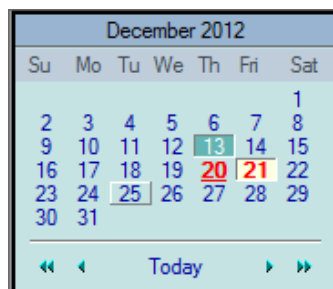 December 2012
Su Mo Tu We Th Fri Sat
1
2 3 4 5 6 7 8
9 10 11 12 13 14 15
16 17 18 19 20 21 22
23 24 25 26 27 28 29
30 31
Today